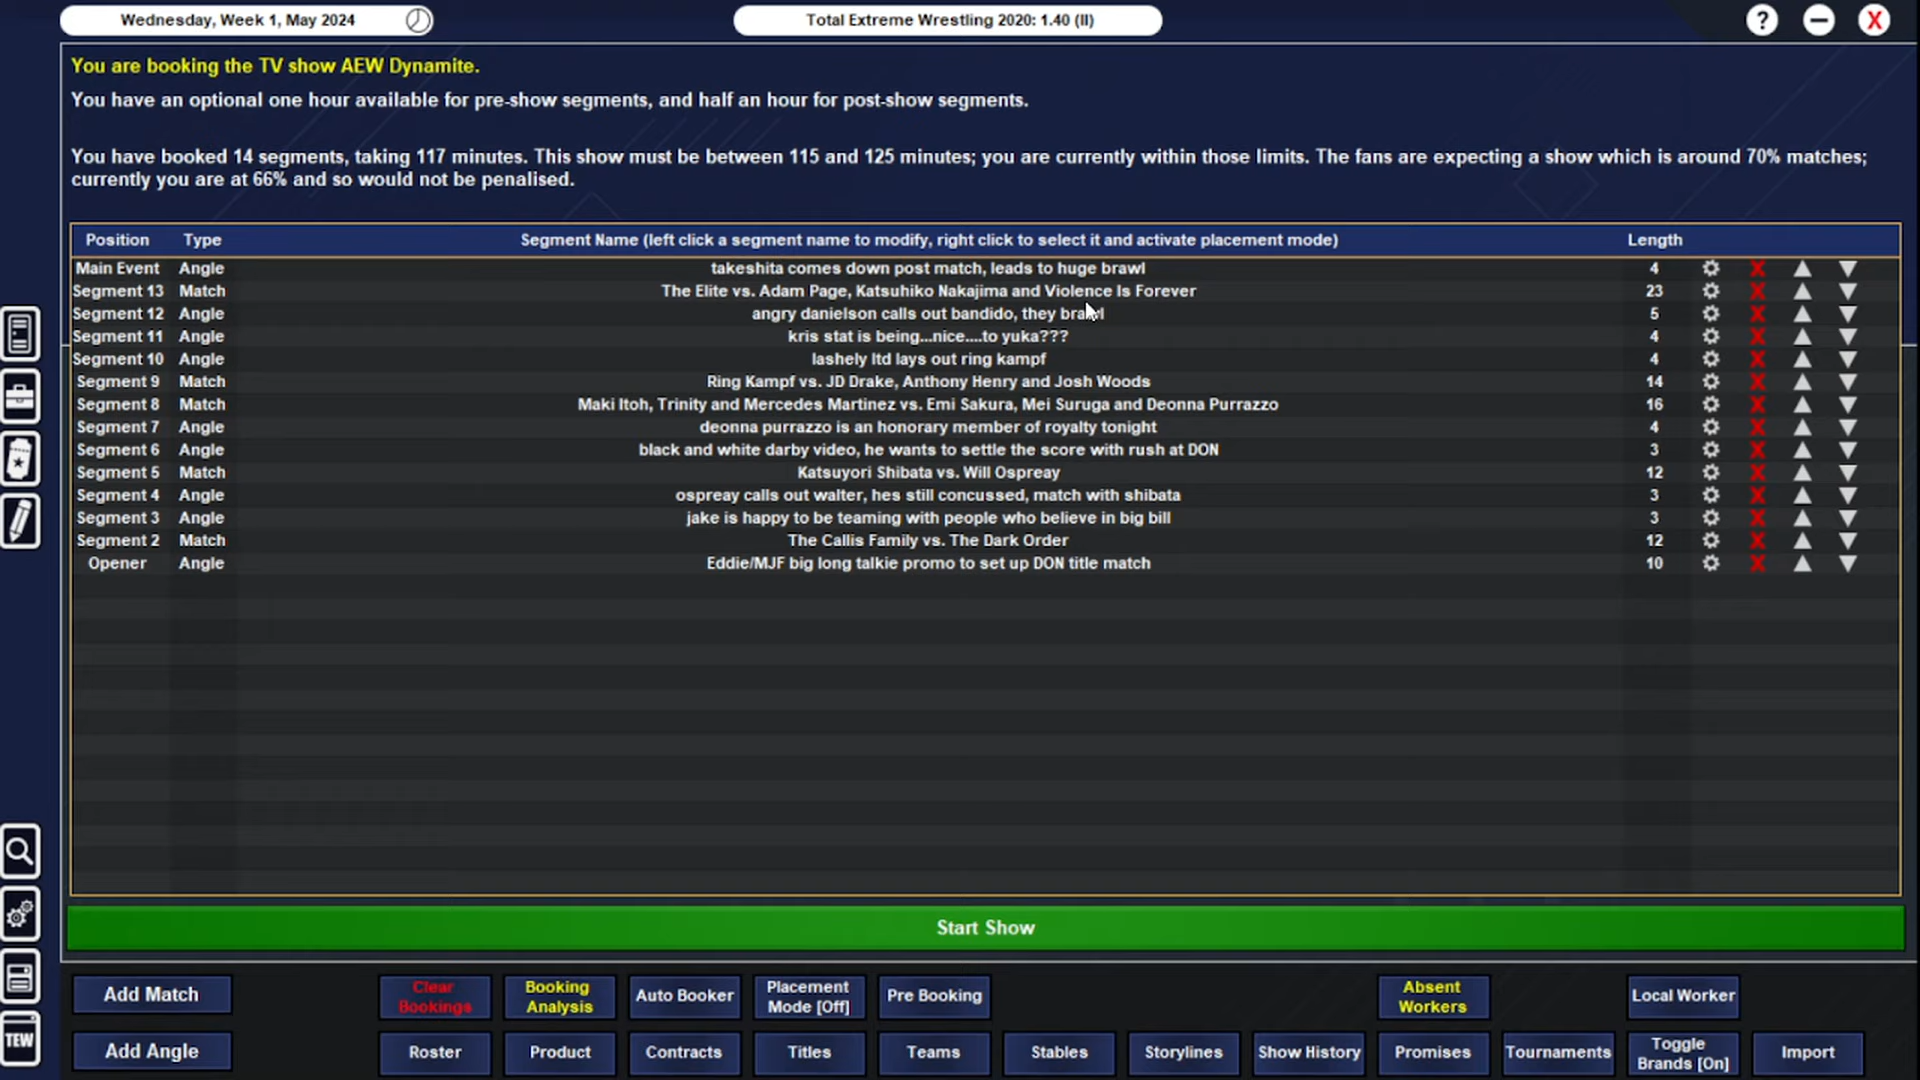 Wednesday, Week 1, May 2024
Total Extreme Wrestling 2020: 1.40 (II)
? X
You are booking the TV show AEW Dynamite.
You have an optional one hour available for pre-show segments, and half an hour for post-show segments.
You have booked 14 segments, taking 117 minutes. This show must be between 115 and 125 minutes; you are currently within those limits. The fans are expecting a show which is around 70% matches;
currently you are at 66% and so would not be penalised.
Position Type Segment Name (left click a segment name to modify, right click to select it and activate placement mode) Length
Main Event Angle takeshita comes down post match, leads to huge brawl 4 X
Segment 13 Match The Elite vs. Adam Page, Katsuhiko Nakajima and Violence Is Forever 23 X
Segment 12 Angle angry danielson calls out bandido, they brawl 5 X
Segment 11 Angle kris stat is being...nice....to yuka??? 4 X
Segment 10 Angle lashely ltd lays out ring kampf 4 X
Segment 9 Match Ring Kampf vs. JD Drake, Anthony Henry and Josh Woods 14 X
Segment 8 Match Maki Itoh, Trinity and Mercedes Martinez vs. Emi Sakura, Mei Suruga and Deonna Purrazzo 16 X
Segment 7 Angle deonna purrazzo is an honorary member of royalty tonight 4 X
Segment 6 Angle black and white darby video, he wants to settle the score with rush at DON 3 X
Segment 5 Match Katsuyori Shibata vs. Will Ospreay 12 X
Segment 4 Angle ospreay calls out walter, hes still concussed, match with shibata 3 X
Segment 3 Angle jake is happy to be teaming with people who believe in big bill 3 X
Segment 2 Match The Callis Family vs. The Dark Order 12 X
Opener Angle Eddie/MJF big long talkie promo to set up DON title match 10 X
Start Show
Add Match
Clear
Bookings
Booking
Analysis
Auto Booker
Placement
Mode [Off]
Pre Booking
Absent
Workers
Local Worker
TEW
Add Angle
Roster
Product
Contracts
Titles
Teams
Stables
Storylines
Show History
Promises
Tournaments
Toggle
Brands [On]
Import